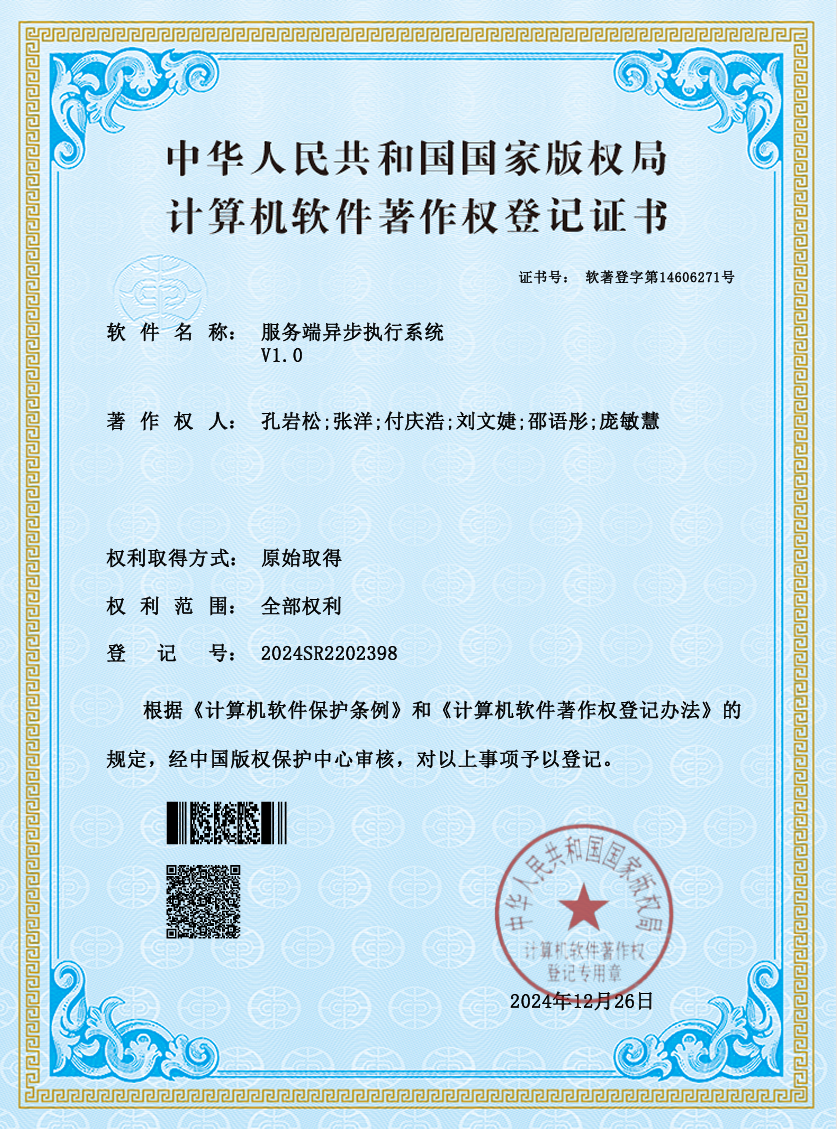 中华人民共和国国家版权局
计算机软件著作权登记证书
证书号： 软著登字第14606271号
软件名称： 服务端异步执行系统
V1.0
著作权人： 孔岩松;张洋;付庆浩;刘文婕;邵语彤;庞敏慧
权利取得方式： 原始取得
权利范围： 全部权利
登记号： 2024SR2202398
根据《计算机软件保护条例》和《计算机软件著作权登记办法》的
规定，经中国版权保护中心审核，对以上事项予以登记。
中华人民共和国国家版权局
计算机软件著作权
登记专用章
2024年12月26日